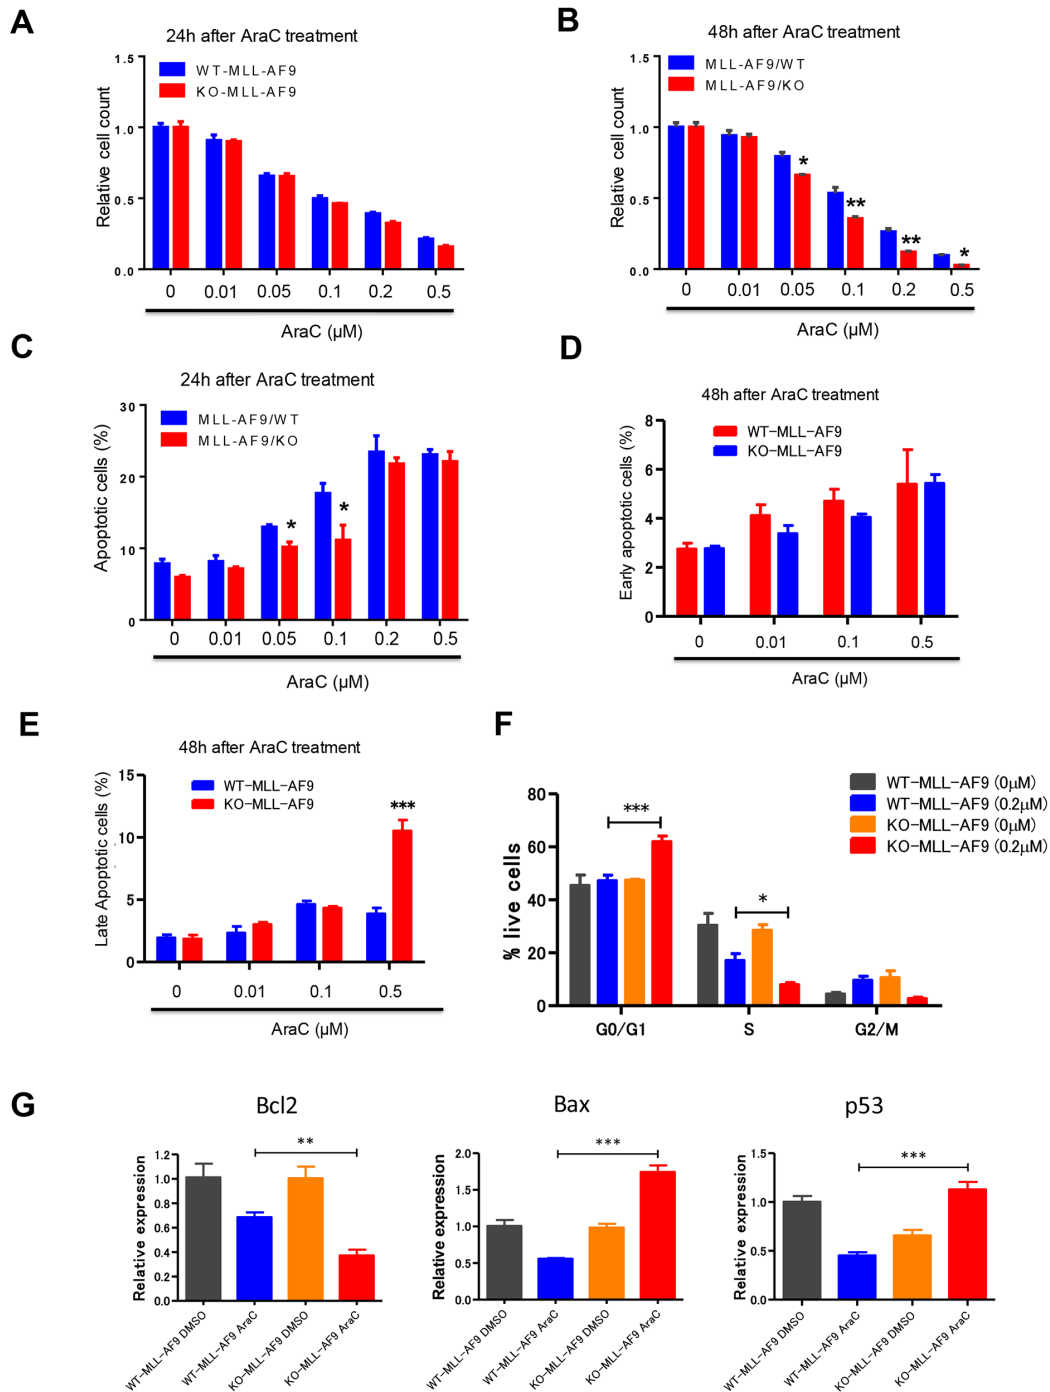 A
24h after AraC treatment
WT-MLL-AF9
KO-MLL-AF9
Relative cell count
1.5
1.0
0.5
0.0
0 0.01 0.05 0.1 0.2 0.5
AraC (μM)
B
48h after AraC treatment
MLL-AF9/WT
MLL-AF9/KO
Relative cell count
1.5
1.0
0.5
0.0
* ** ** *
0 0.01 0.05 0.1 0.2 0.5
AraC (μM)
C
24h after AraC treatment
MLL-AF9/WT
MLL-AF9/KO
Apoptotic cells (%)
30
20
10
0
* *
0 0.01 0.05 0.1 0.2 0.5
AraC (μM)
D
48h after AraC treatment
WT-MLL-AF9
KO-MLL-AF9
Early apoptotic cells (%)
8
6
4
2
0
0 0.01 0.1 0.5
AraC (μM)
E
48h after AraC treatment
WT-MLL-AF9
KO-MLL-AF9
Late Apoptotic cells (%)
15
10
5
0
***
0 0.01 0.1 0.5
AraC (μM)
F
WT-MLL-AF9 (0μM)
WT-MLL-AF9 (0.2μM)
KO-MLL-AF9 (0μM)
KO-MLL-AF9 (0.2μM)
% live cells
80
60
40
20
0
***
*
G0/G1 S G2/M
G
Bcl2
Relative expression
1.2
1.0
0.8
0.6
0.4
0.2
0.0
**
WT-MLL-AF9 DMSO
WT-MLL-AF9 AraC
KO-MLL-AF9 DMSO
KO-MLL-AF9 AraC
Bax
Relative expression
2.0
1.5
1.0
0.5
0.0
***
WT-MLL-AF9 DMSO
WT-MLL-AF9 AraC
KO-MLL-AF9 DMSO
KO-MLL-AF9 AraC
p53
Relative expression
1.5
1.0
0.5
0.0
***
WT-MLL-AF9 DMSO
WT-MLL-AF9 AraC
KO-MLL-AF9 DMSO
KO-MLL-AF9 AraC